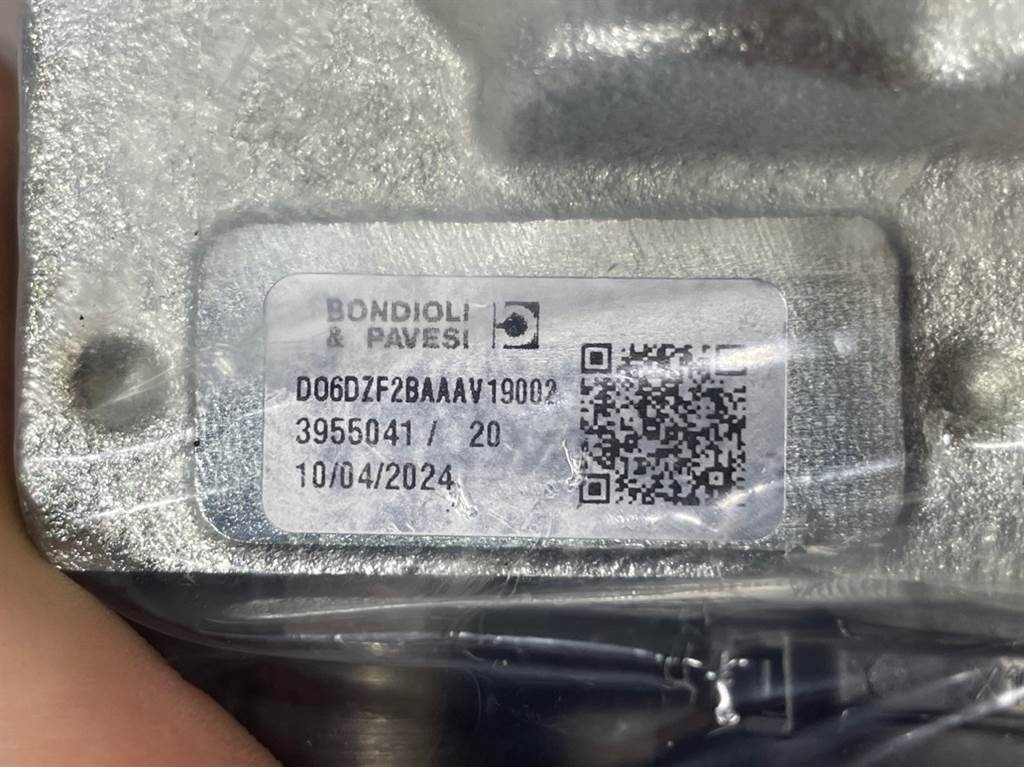 BONDIOLI
& PAVESI
D06DZF2BAAAV19002
3955041 / 20
10/04/2024